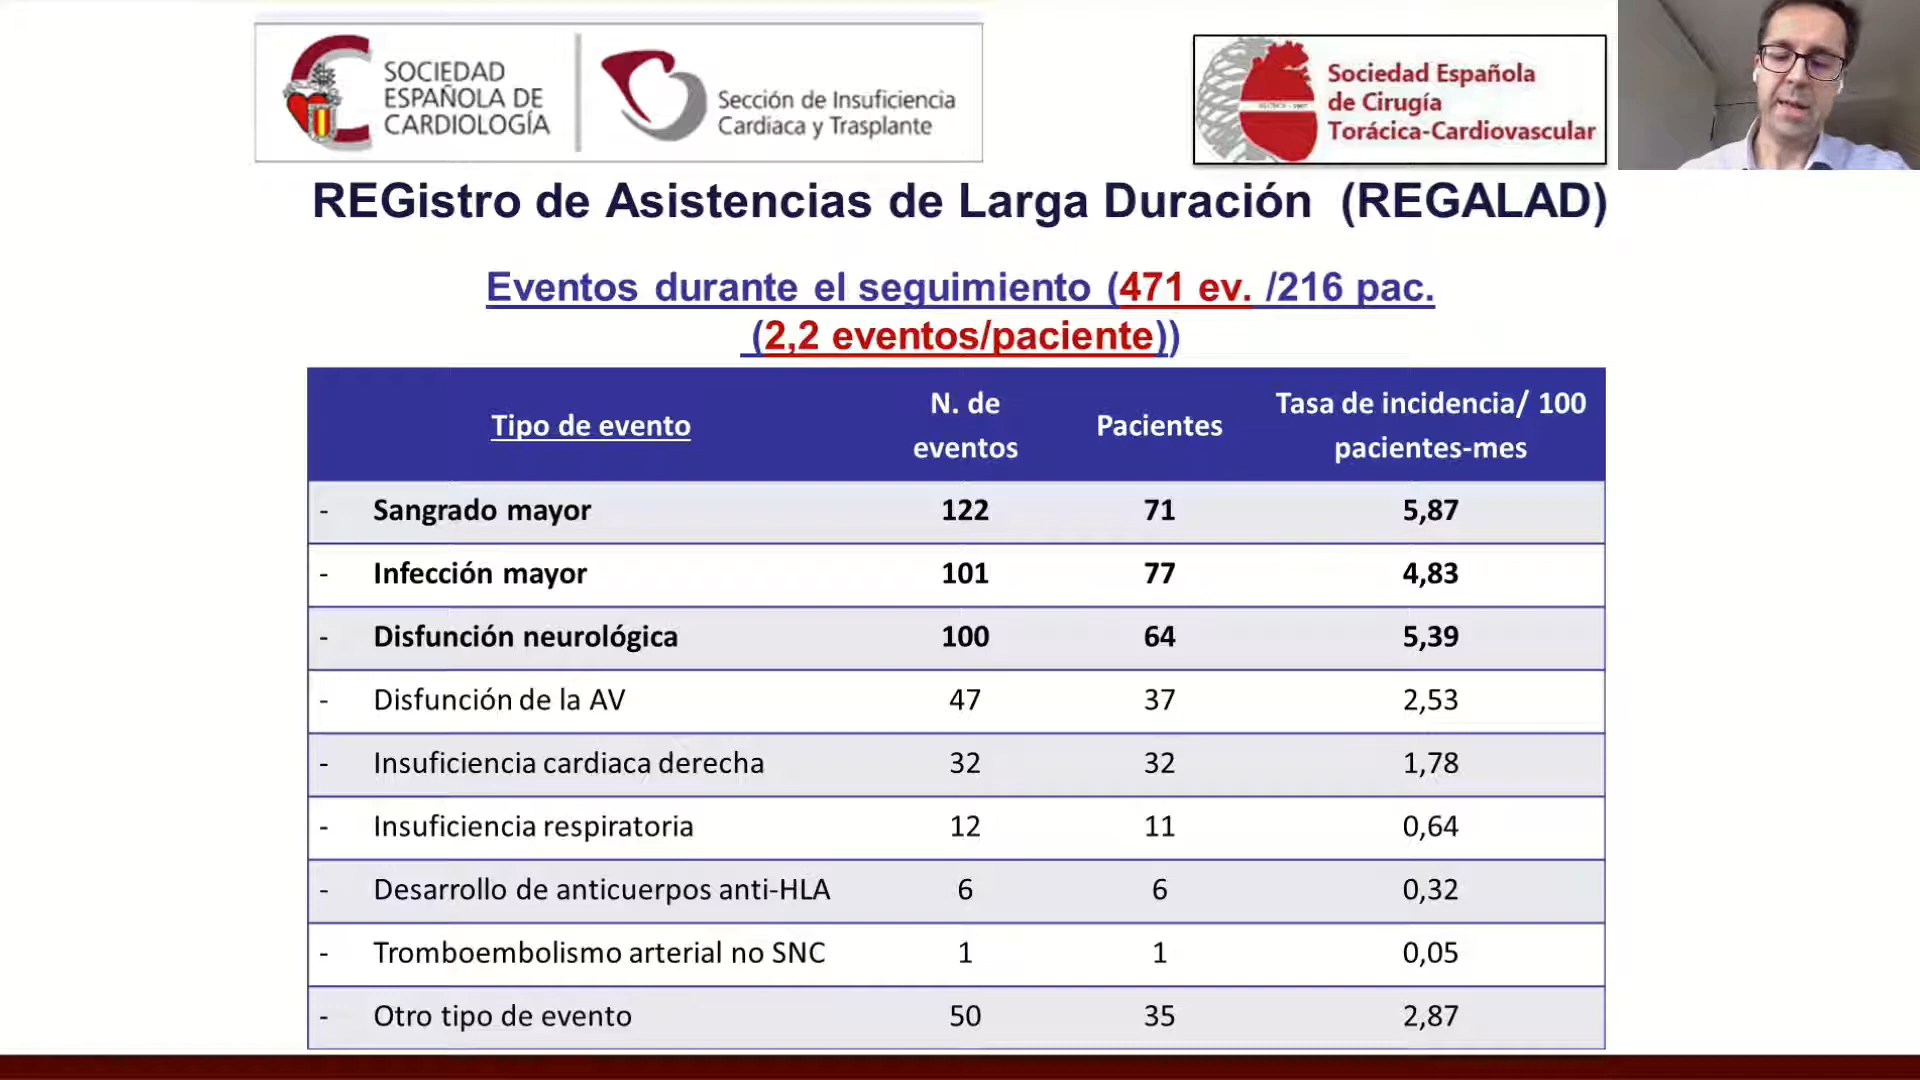 SOCIEDAD
ESPAÑOLA DE
CARDIOLOGÍA
Sección de Insuficiencia
Cardiaca y Trasplante
Sociedad Española
de Cirugía
Torácica-Cardiovascular
REGistro de Asistencias de Larga Duración (REGALAD)
Eventos durante el seguimiento (471 ev. /216 pac.
(2,2 eventos/paciente))
Tipo de evento N. de eventos Pacientes Tasa de incidencia/ 100 pacientes-mes
- Sangrado mayor 122 71 5,87
- Infección mayor 101 77 4,83
- Disfunción neurológica 100 64 5,39
- Disfunción de la AV 47 37 2,53
- Insuficiencia cardiaca derecha 32 32 1,78
- Insuficiencia respiratoria 12 11 0,64
- Desarrollo de anticuerpos anti-HLA 6 6 0,32
- Tromboembolismo arterial no SNC 1 1 0,05
- Otro tipo de evento 50 35 2,87